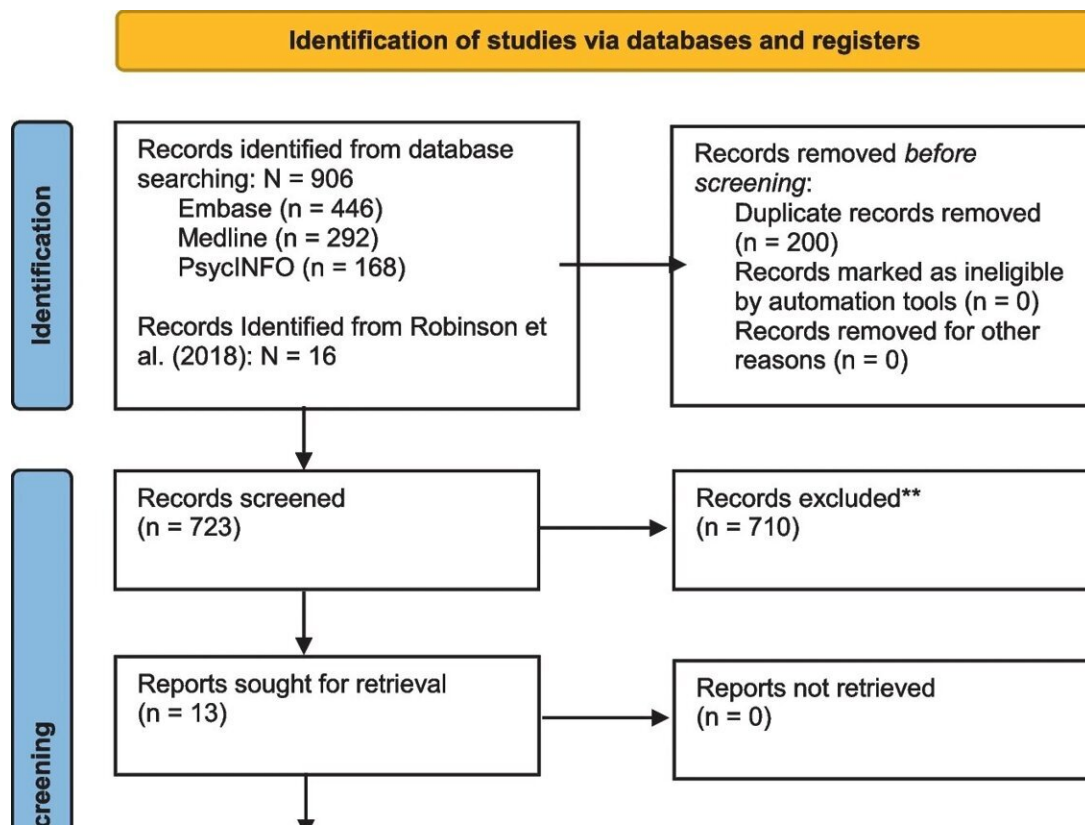 Identification of studies via databases and registers
Identification
Records identified from database
searching: N = 906
Embase (n = 446)
Medline (n = 292)
PsycINFO (n = 168)
Records Identified from Robinson et
al. (2018): N = 16
Records removed before
screening:
Duplicate records removed
(n = 200)
Records marked as ineligible
by automation tools (n = 0)
Records removed for other
reasons (n = 0)
creening
Records screened
(n = 723)
Records excluded**
(n = 710)
Reports sought for retrieval
(n = 13)
Reports not retrieved
(n = 0)